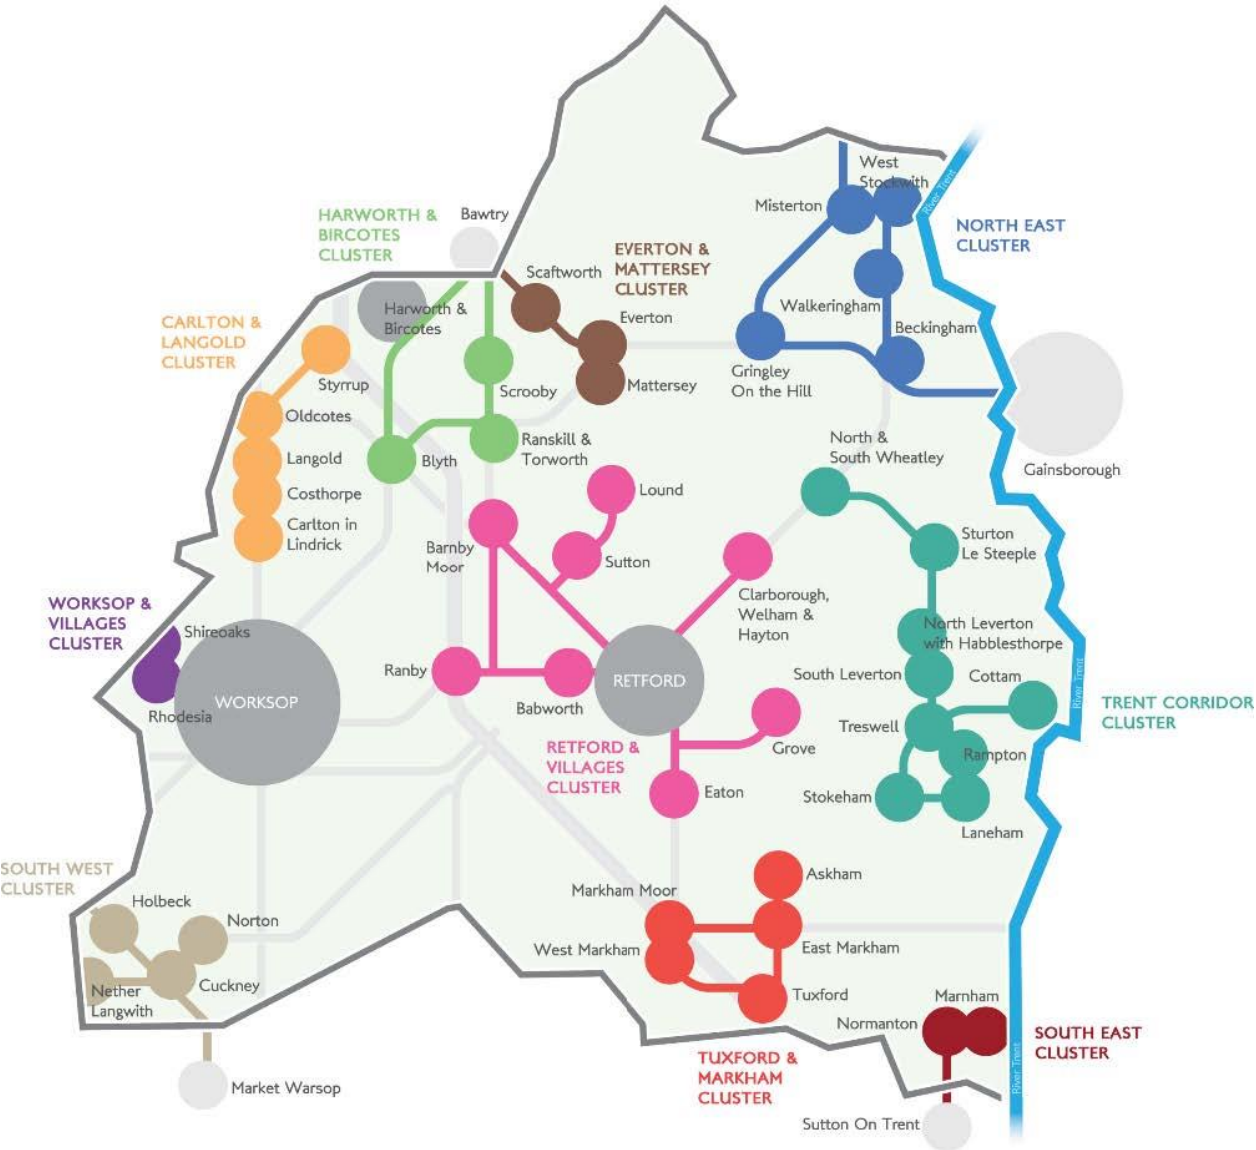 West
Stockwith
River Trent
Misterton
HARWORTH &
BIRCOTES
CLUSTER
Bawtry
NORTH EAST
CLUSTER
EVERTON &
MATTERSEY
CLUSTER
Scaftworth
Walkeringham
Harworth &
Bircotes
Everton
CARLTON &
LANGOLD
CLUSTER
Beckingham
Styrrup
Gringley
On the Hill
Mattersey
Scrooby
Oldcotes
North &
South Wheatley
Ranskill &
Torworth
Blyth
Langold
Gainsborough
Costhorpe
Lound
Carlton in
Lindrick
Sturton
Le Steeple
Barnby
Moor
Sutton
Clarborough,
Welham &
Hayton
WORKSOP &
VILLAGES
CLUSTER
Shireoaks
North Leverton
with Habblesthorpe
Ranby
RETFORD
South Leverton
Cottam
River Trent
WORKSOP
Rhodesia
Babworth
TRENT CORRIDOR
CLUSTER
Treswell
RETFORD &
VILLAGES
CLUSTER
Grove
Rampton
Eaton
Stokeham
Laneham
SOUTH WEST
CLUSTER
Askham
Markham Moor
Holbeck
Norton
West Markham
East Markham
Cuckney
Nether
Langwith
Tuxford
Marnham
Normanton
SOUTH EAST
CLUSTER
TUXFORD &
MARKHAM
CLUSTER
River Trent
Market Warsop
Sutton On Trent